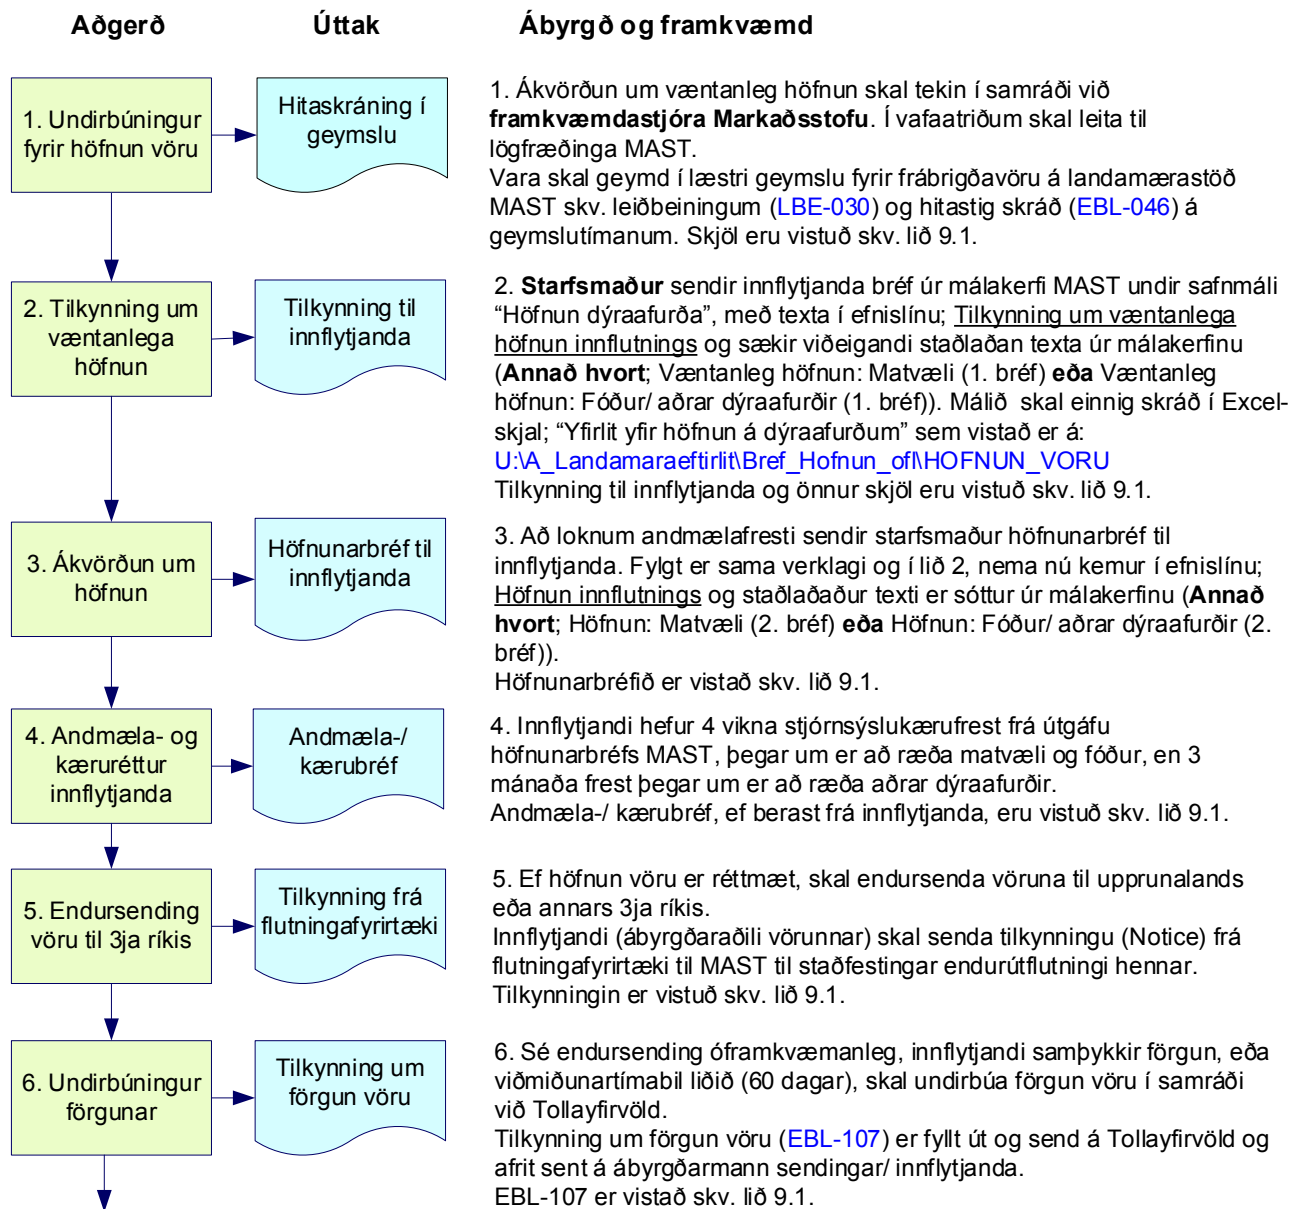 Aðgerð
Úttak
Ábyrgð og framkvæmd
1. Undirbúningur
fyrir höfnun vöru
Hitaskráning í
geymslu
1. Ákvörðun um væntanleg höfnun skal tekin í samráði við
framkvæmdastjóra Markaðsstofu. Í vafaatriðum skal leita til
lögfræðinga MAST.
Vara skal geymd í læstri geymslu fyrir frábrigðavöru á landamærastöð
MAST skv. leiðbeiningum (LBE-030) og hitastig skráð (EBL-046) á
geymslutímanum. Skjöl eru vistuð skv. lið 9.1.
2. Tilkynning um
væntanlega
höfnun
Tilkynning til
innflytjanda
2. Starfsmaður sendir innflytjanda bréf úr málakerfi MAST undir safnmáli
“Höfnun dýraafurða”, með texta í efnislínu; Tilkynning um væntanlega
höfnun innflutnings og sækir viðeigandi staðlaðan texta úr málakerfinu
(Annað hvort; Væntanleg höfnun: Matvæli (1. bréf) eða Væntanleg
höfnun: Fóður/ aðrar dýraafurðir (1. bréf)). Málið  skal einnig skráð í Excel-
skjal; “Yfirlit yfir höfnun á dýraafurðum” sem vistað er á:
U:\A_Landamaraeftirlit\Bref_Hofnun_ofl\HOFNUN_VORU
Tilkynning til innflytjanda og önnur skjöl eru vistuð skv. lið 9.1.
3. Ákvörðun um
höfnun
Höfnunarbréf til
innflytjanda
3. Að loknum andmælafresti sendir starfsmaður höfnunarbréf til
innflytjanda. Fylgt er sama verklagi og í lið 2, nema nú kemur í efnislínu;
Höfnun innflutnings og staðlaðaður texti er sóttur úr málakerfinu (Annað
hvort; Höfnun: Matvæli (2. bréf) eða Höfnun: Fóður/ aðrar dýraafurðir (2.
bréf)).
Höfnunarbréfið er vistað skv. lið 9.1.
4. Andmæla- og
kæruréttur
innflytjanda
Andmæla-/
kærubréf
4. Innflytjandi hefur 4 vikna stjórnsýslukærufrest frá útgáfu
höfnunarbréfs MAST, þegar um er að ræða matvæli og fóður, en 3
mánaða frest þegar um er að ræða aðrar dýraafurðir.
Andmæla-/ kærubréf, ef berast frá innflytjanda, eru vistuð skv. lið 9.1.
5. Endursending
vöru til 3ja ríkis
Tilkynning frá
flutningafyrirtæki
5. Ef höfnun vöru er réttmæt, skal endursenda vöruna til upprunalands
eða annars 3ja ríkis.
Innflytjandi (ábyrgðaraðili vörunnar) skal senda tilkynningu (Notice) frá
flutningafyrirtæki til MAST til staðfestingar endurútflutningi hennar.
Tilkynningin er vistuð skv. lið 9.1.
6. Undirbúningur
förgunar
Tilkynning um
förgun vöru
6. Sé endursending óframkvæmanleg, innflytjandi samþykkir förgun, eða
viðmiðunartímabil liðið (60 dagar), skal undirbúa förgun vöru í samráði
við Tollayfirvöld.
Tilkynning um förgun vöru (EBL-107) er fyllt út og send á Tollayfirvöld og
afrit sent á ábyrgðarmann sendingar/ innflytjanda.
EBL-107 er vistað skv. lið 9.1.